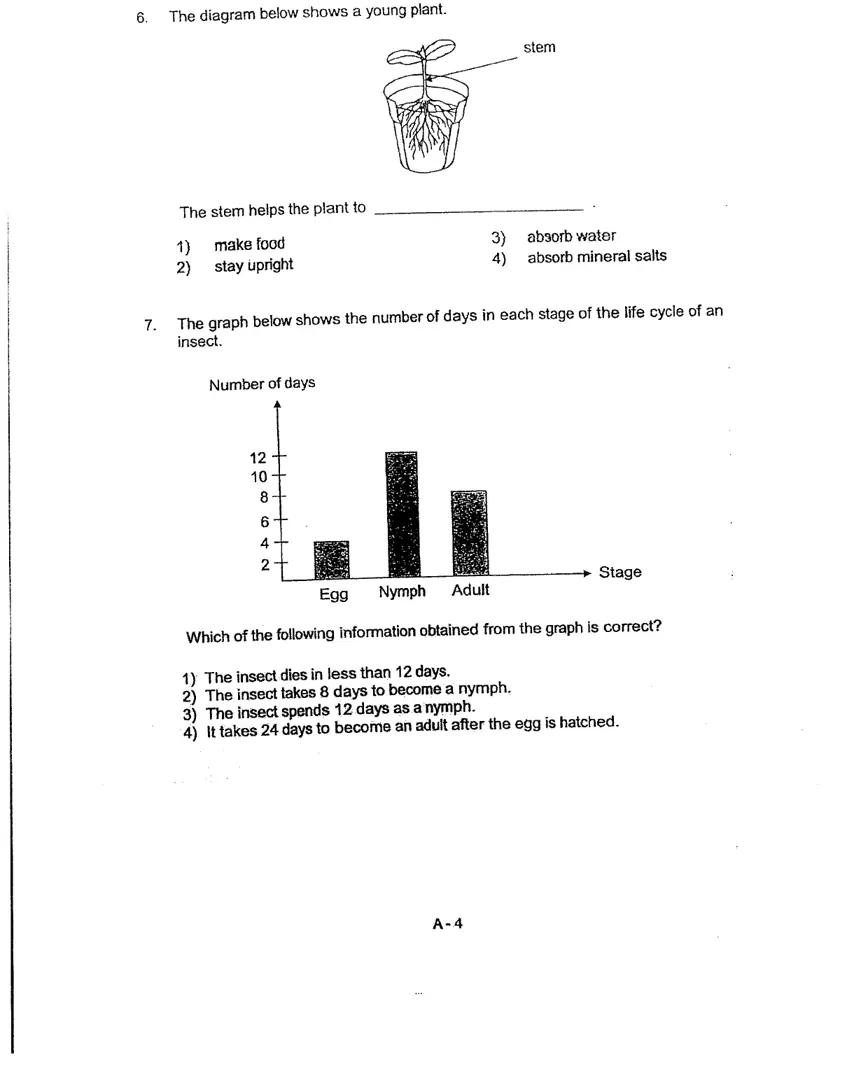 6. The diagram below shows a young plant.
stem
The stem helps the plant to ____________________ .
1) make food
2) stay upright
3) absorb water
4) absorb mineral salts
7. The graph below shows the number of days in each stage of the life cycle of an
insect.
Number of days
12
10
8
6
4
2
Stage
Egg Nymph Adult
Which of the following information obtained from the graph is correct?
1) The insect dies in less than 12 days.
2) The insect takes 8 days to become a nymph.
3) The insect spends 12 days as a nymph.
4) It takes 24 days to become an adult after the egg is hatched.
A - 4